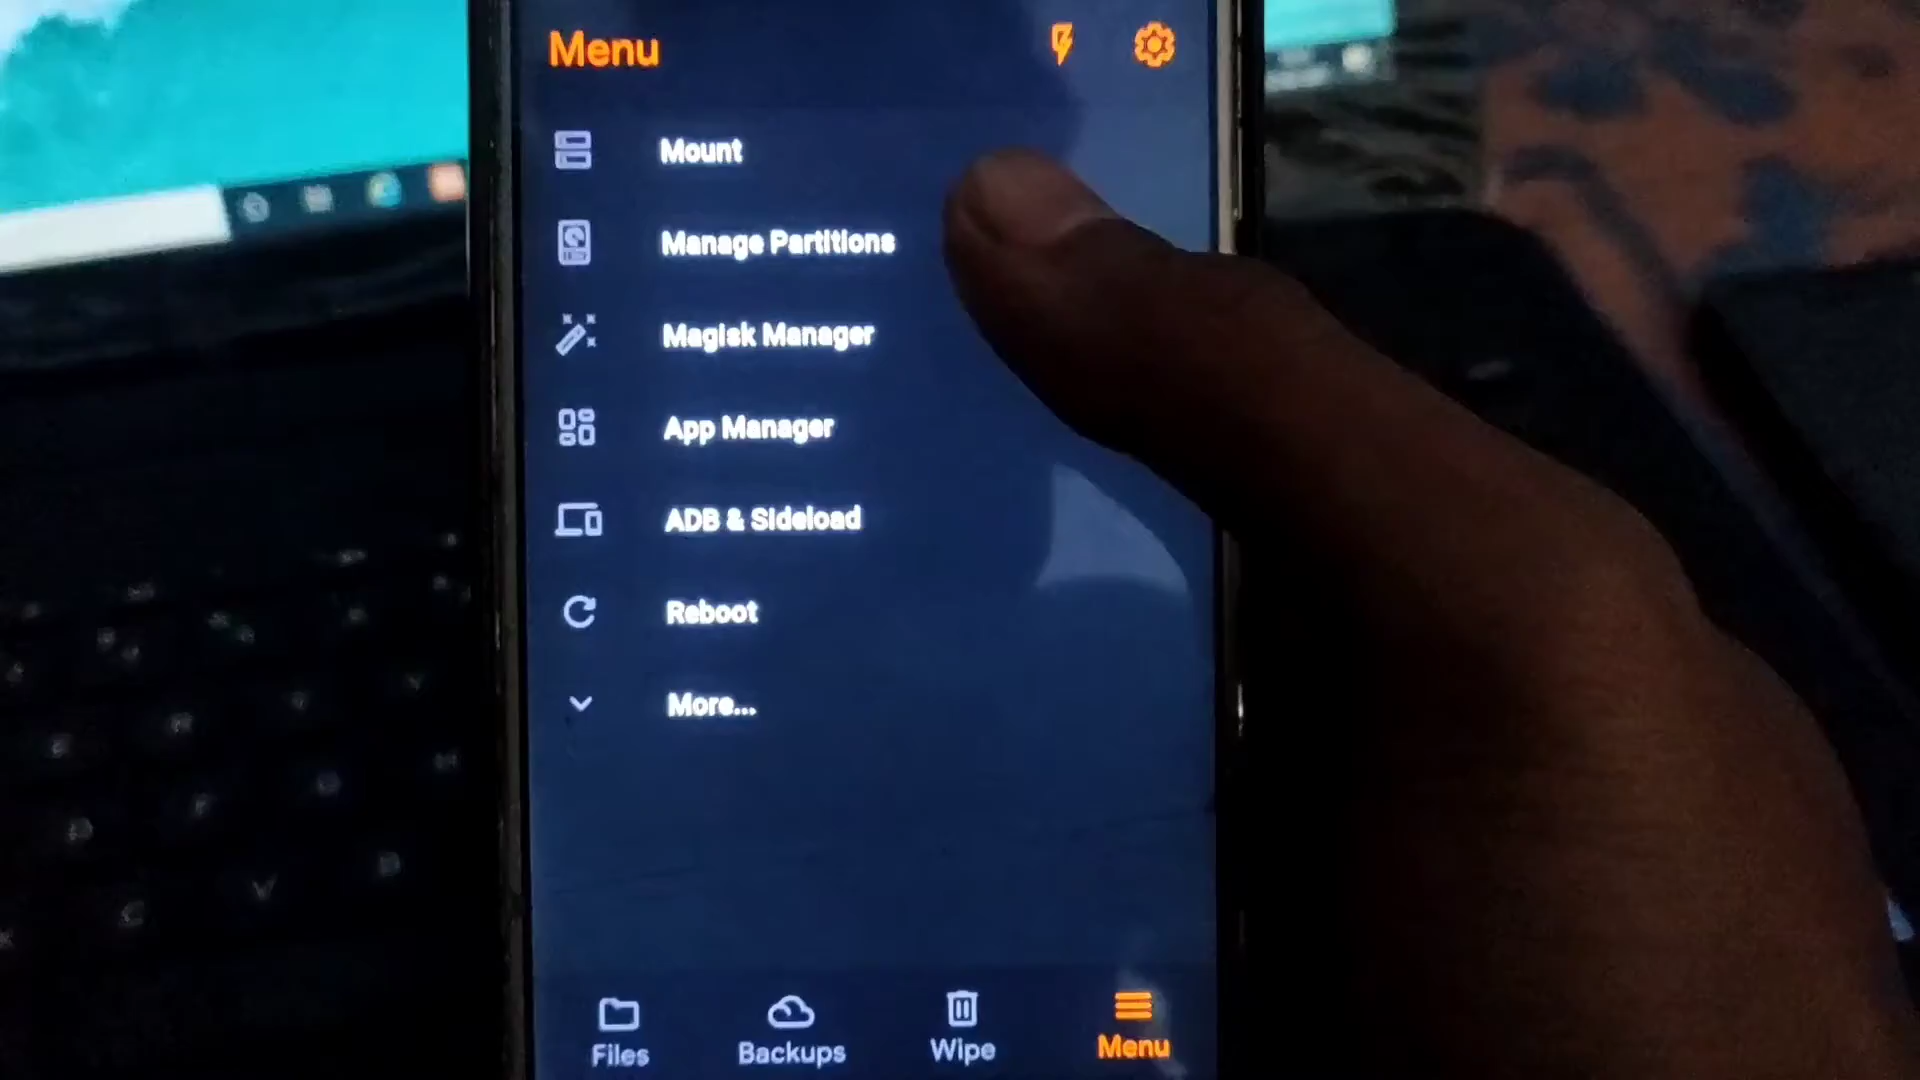 Menu
Mount
Manage Partitions
Magisk Manager
App Manager
ADB & Sideload
Reboot
More...
Files
Backups
Wipe
Menu